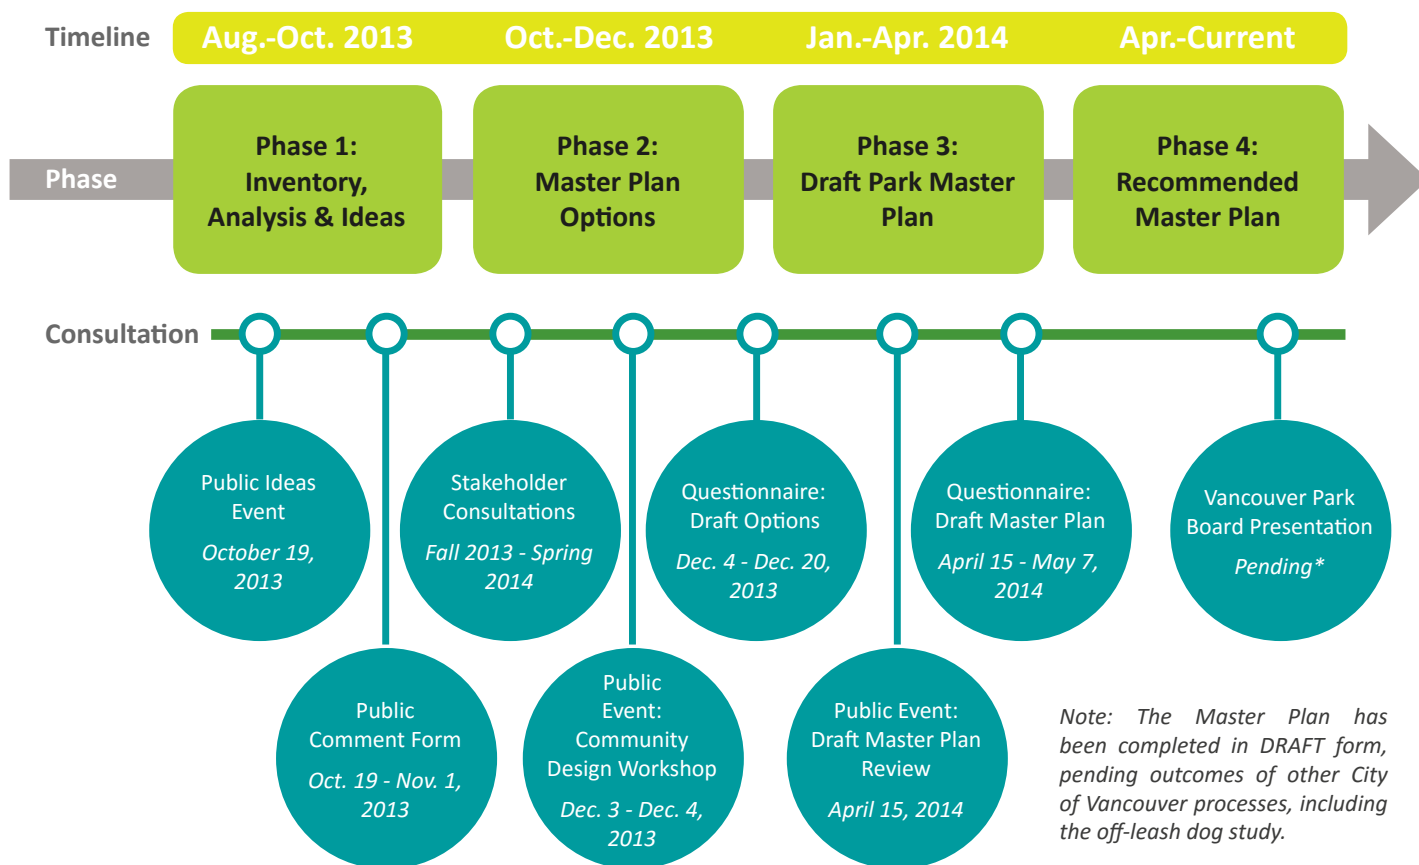 Timeline
Aug.-Oct. 2013
Oct.-Dec. 2013
Jan.-Apr. 2014
Apr.-Current
Phase
Phase 1:
Inventory,
Analysis & Ideas
Phase 2:
Master Plan
Options
Phase 3:
Draft Park Master
Plan
Phase 4:
Recommended
Master Plan
Consultation
Public Ideas
Event
October 19,
2013
Public
Comment Form
Oct. 19 - Nov. 1,
2013
Stakeholder
Consultations
Fall 2013 - Spring
2014
Public
Event:
Community
Design Workshop
Dec. 3 - Dec. 4,
2013
Questionnaire:
Draft Options
Dec. 4 - Dec. 20,
2013
Public Event:
Draft Master Plan
Review
April 15, 2014
Questionnaire:
Draft Master Plan
April 15 - May 7,
2014
Vancouver Park
Board Presentation
Pending*
Note: The Master Plan has
been completed in DRAFT form,
pending outcomes of other City
of Vancouver processes, including
the off-leash dog study.